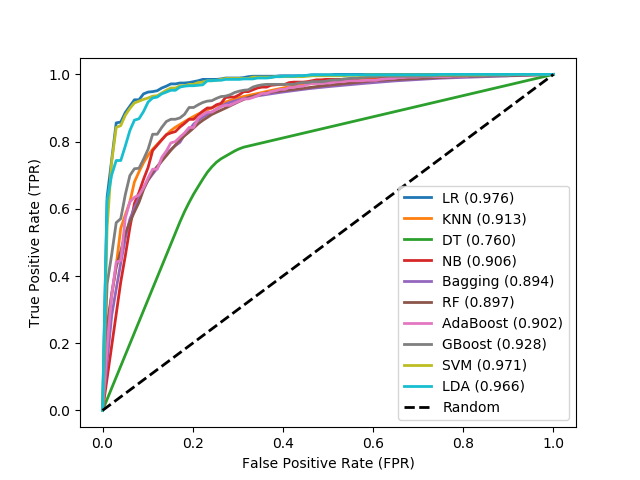 1.0
0.8
0.6
0.4
0.2
0.0
True Positive Rate (TPR)
0.0 0.2 0.4 0.6 0.8 1.0
False Positive Rate (FPR)
LR (0.976)
KNN (0.913)
DT (0.760)
NB (0.906)
Bagging (0.894)
RF (0.897)
AdaBoost (0.902)
GBoost (0.928)
SVM (0.971)
LDA (0.966)
Random